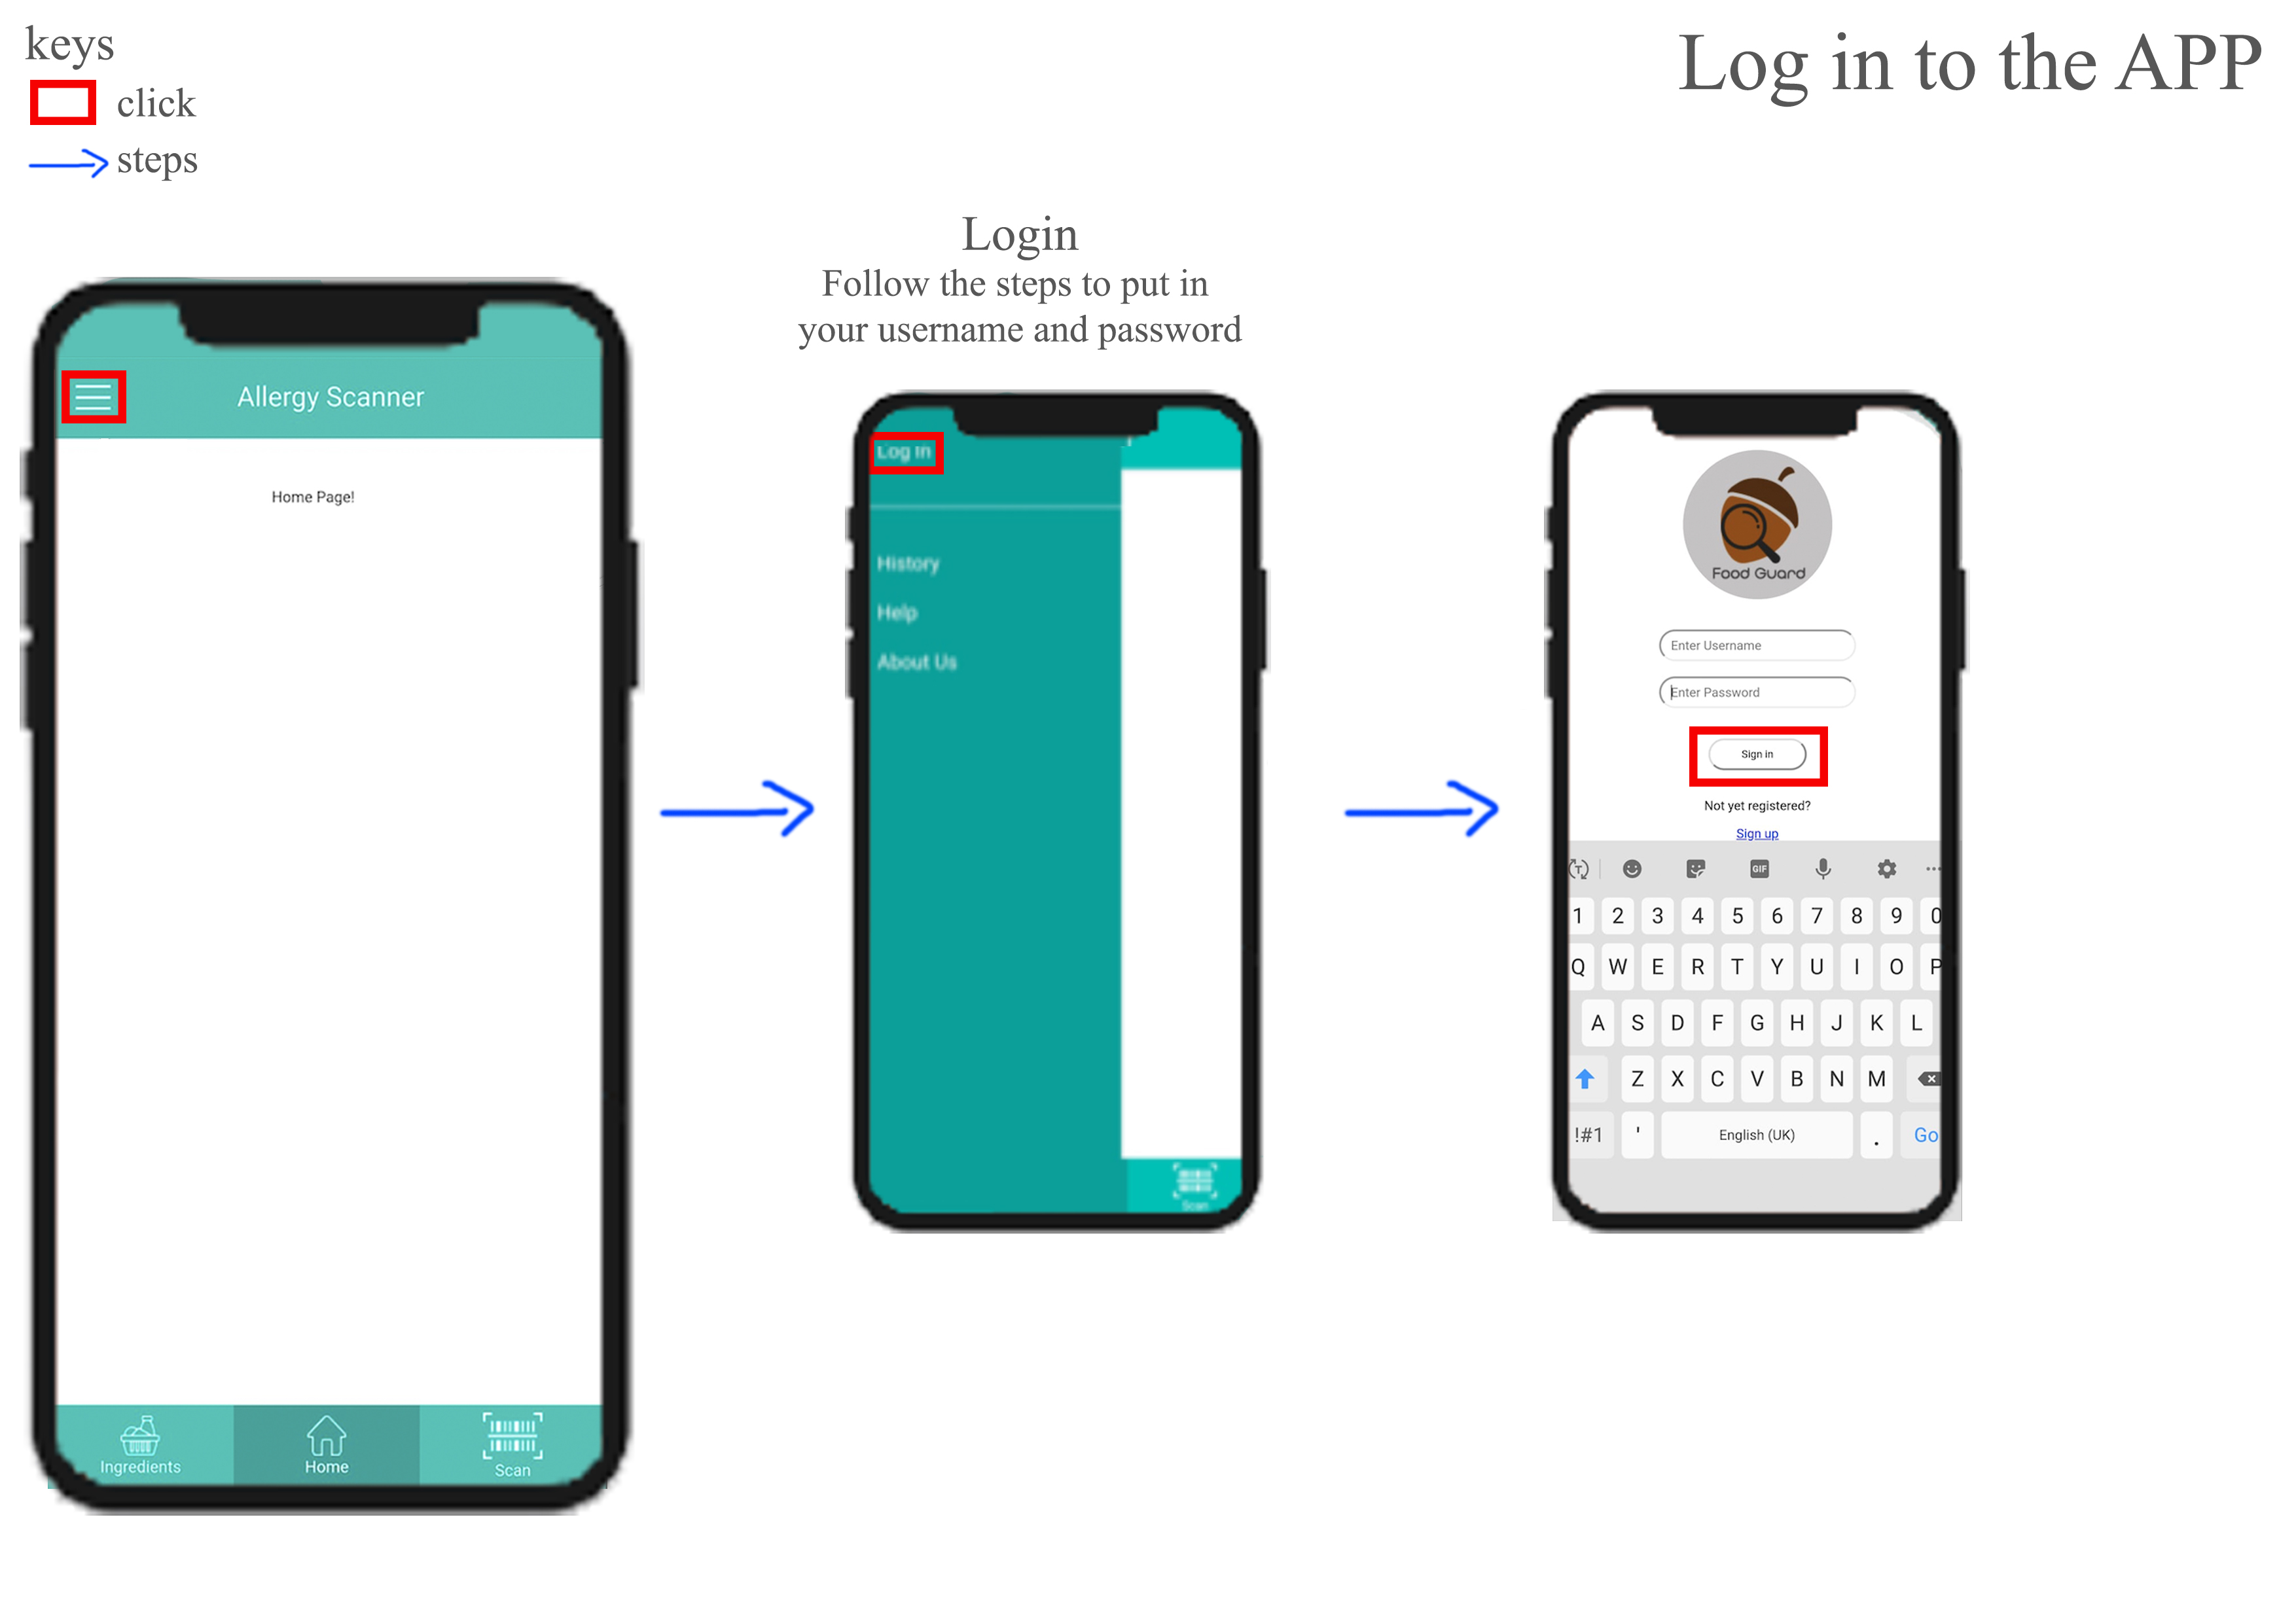 keys
click
steps
Log in to the APP
Login
Follow the steps to put in
your username and password
Allergy Scanner
Home Page!
Ingredients
Home
Scan
Log In
History
Help
About Us
Scan
Food Guard
Enter Username
Enter Password
Sign in
Not yet registered?
Sign up
GIF
1 2 3 4 5 6 7 8 9 0
Q W E R T Y U I O P
A S D F G H J K L
Z X C V B N M
!#1 ' English (UK) . Go